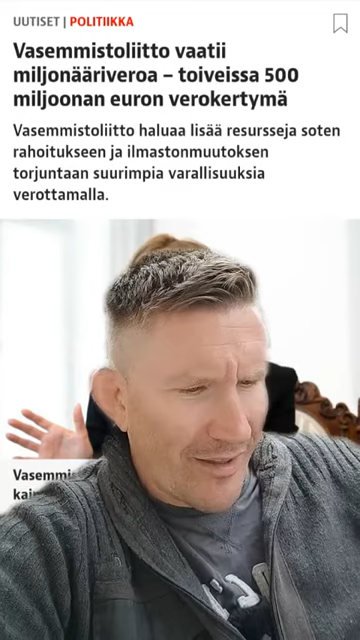 UUTISET | POLITIIKKA
Vasemmistoliitto vaatii
miljonääriveroa – toiveissa 500
miljoonan euron verokertymä
Vasemmistoliitto haluaa lisää resursseja soten
rahoitukseen ja ilmastonmuutoksen
torjuntaan suurimpia varallisuuksia
verottamalla.